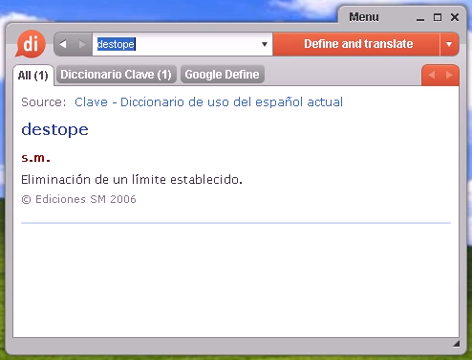 Menu
di
destope
Define and translate
All (1)
Diccionario Clave (1)
Google Define
Source: Clave - Diccionario de uso del español actual
destope
s.m.
Eliminación de un límite establecido.
© Ediciones SM 2006